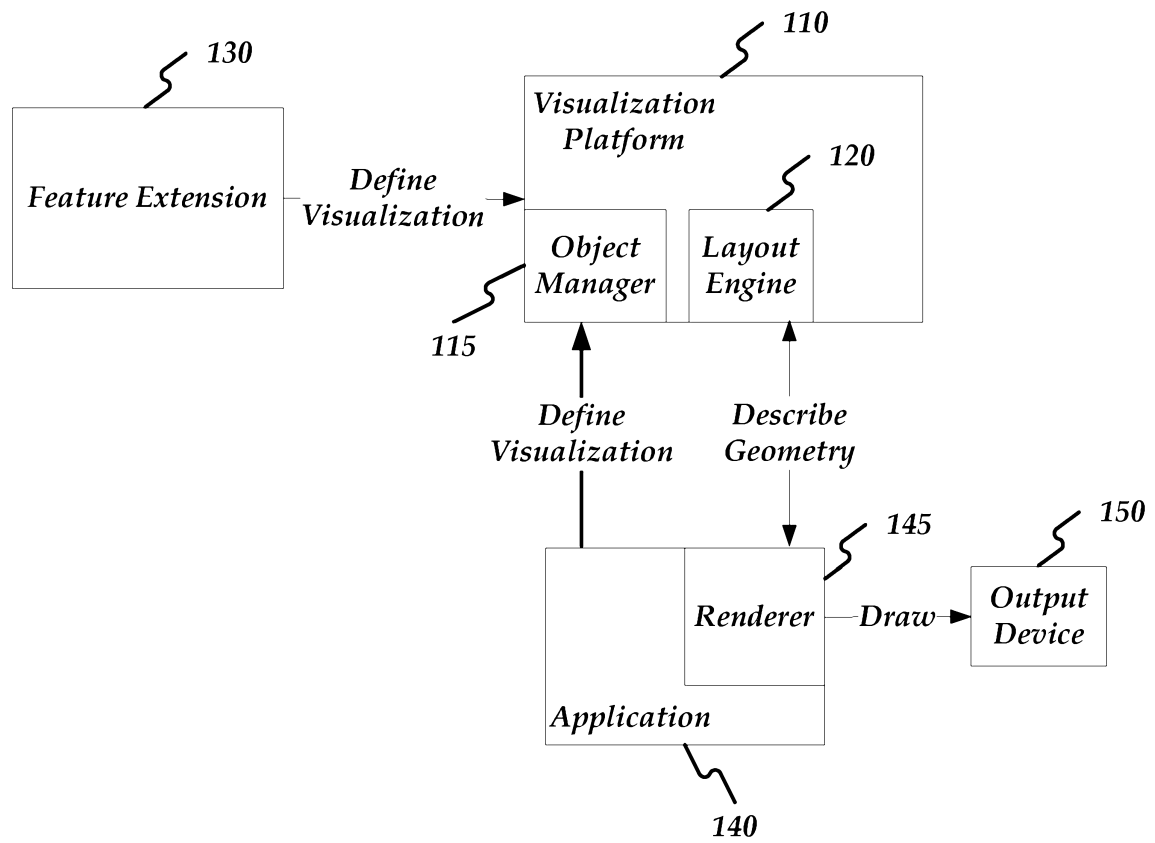 110
130
Visualization
Platform
120
Feature Extension
Define
Visualization
Object
Manager
Layout
Engine
115
Define
Visualization
Describe
Geometry
145
150
Renderer
Draw
Output
Device
Application
140